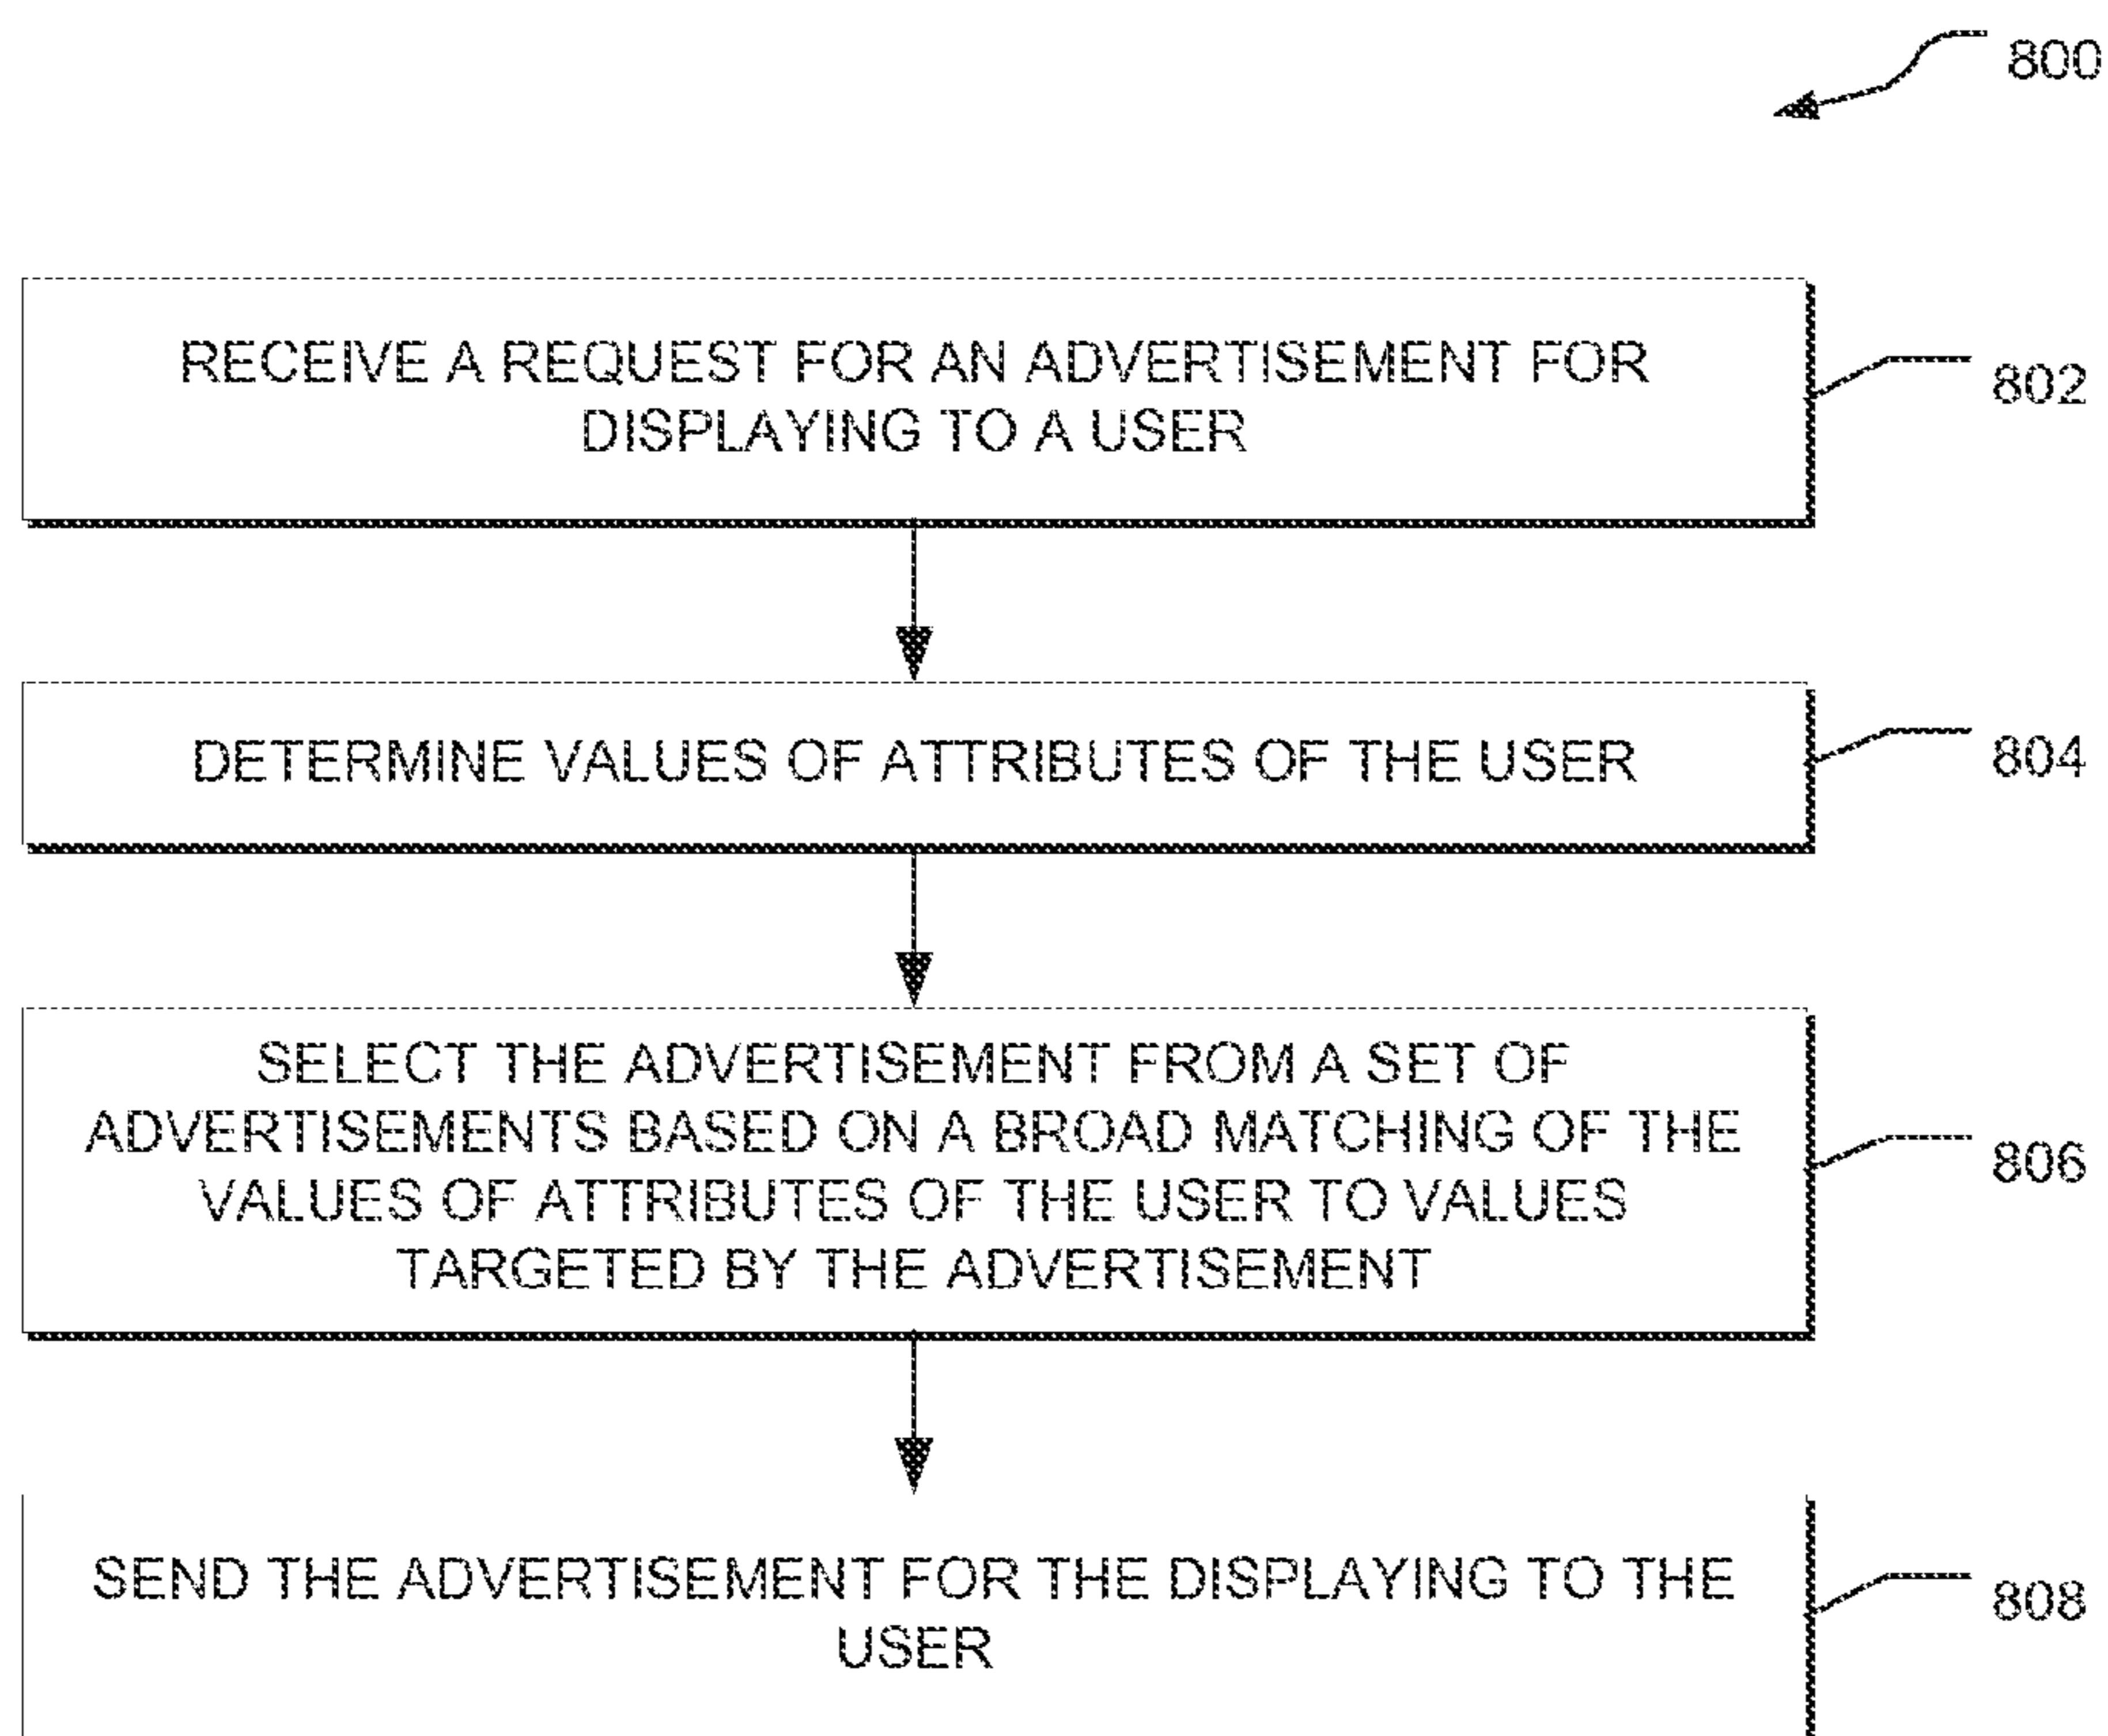 800
RECEIVE A REQUEST FOR AN ADVERTISEMENT FOR
DISPLAYING TO A USER
802
DETERMINE VALUES OF ATTRIBUTES OF THE USER
804
SELECT THE ADVERTISEMENT FROM A SET OF
ADVERTISEMENTS BASED ON A BROAD MATCHING OF THE
VALUES OF ATTRIBUTES OF THE USER TO VALUES
TARGETED BY THE ADVERTISEMENT
806
SEND THE ADVERTISEMENT FOR THE DISPLAYING TO THE
USER
808